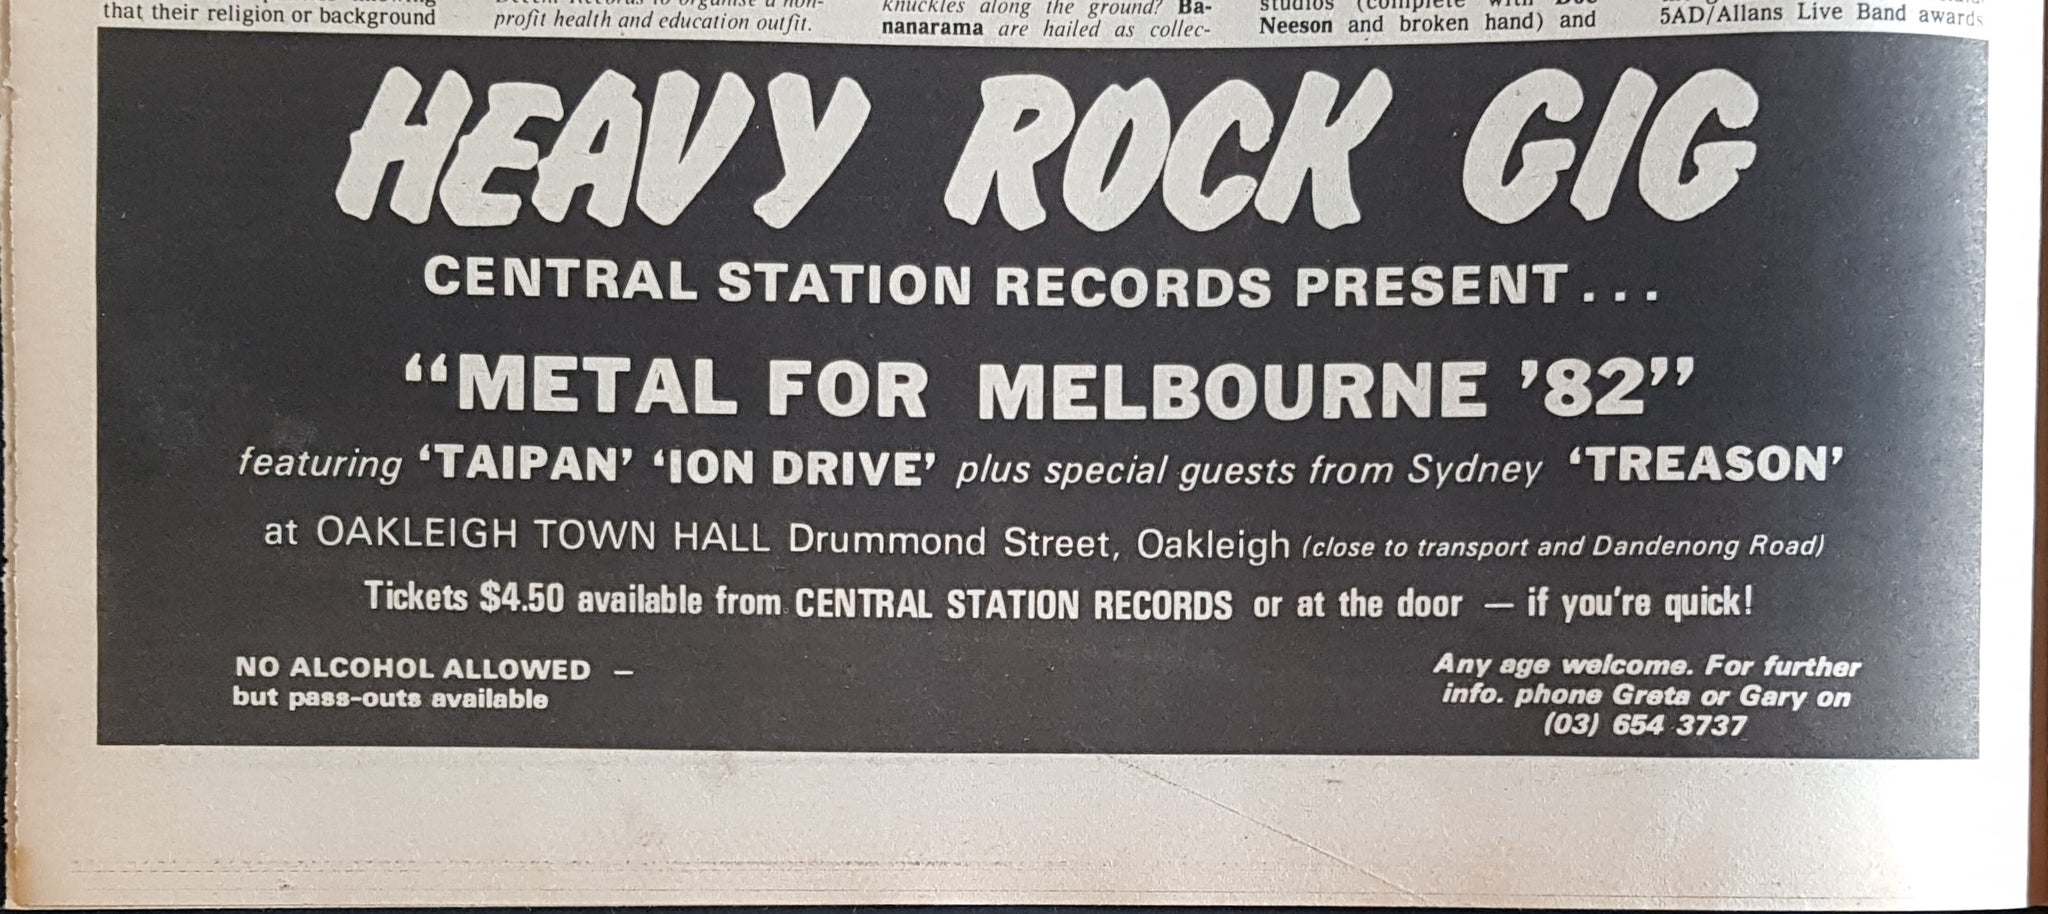 that their religion or background
profit health and education outfit.
knuckles along the ground? Ba-
nanarama are hailed as collec-
studios (complete with Doc
Neeson and broken hand) and
5AD/Allans Live Band awards
HEAVY ROCK GIG
CENTRAL STATION RECORDS PRESENT...
“METAL FOR MELBOURNE ’82”
featuring ‘TAIPAN’ ‘ION DRIVE’ plus special guests from Sydney ‘TREASON’
at OAKLEIGH TOWN HALL Drummond Street, Oakleigh (close to transport and Dandenong Road)
Tickets $4.50 available from CENTRAL STATION RECORDS or at the door — if you're quick!
NO ALCOHOL ALLOWED –
but pass-outs available
Any age welcome. For further
info. phone Greta or Gary on
(03) 654 3737